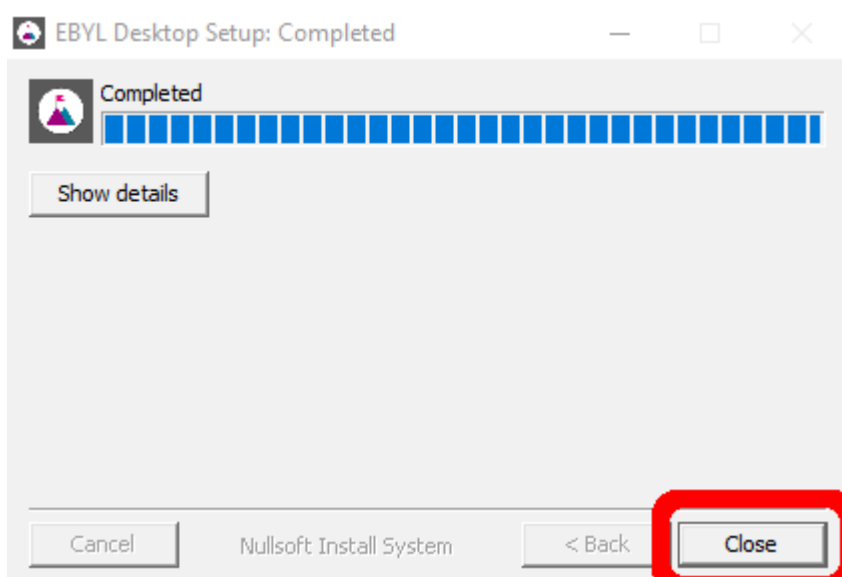 EBYL Desktop Setup: Completed
Completed
Show details
Cancel
Nullsoft Install System
< Back
Close